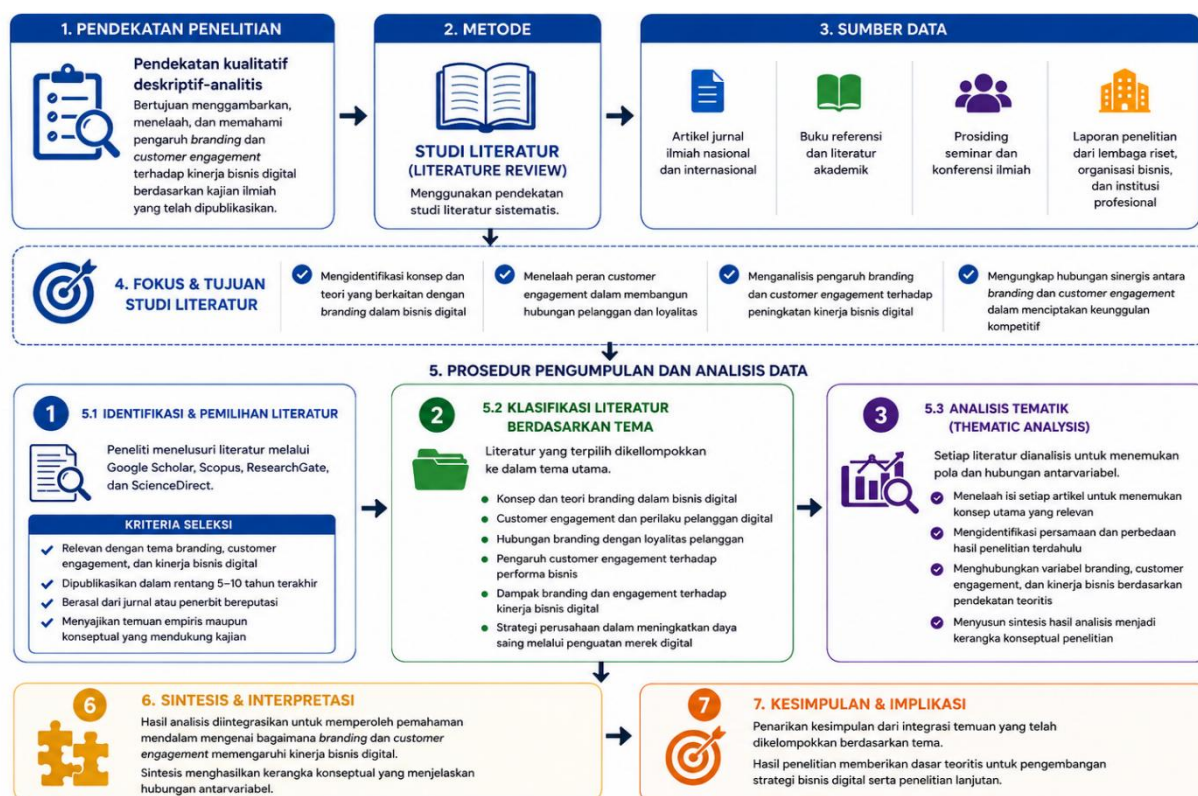 1. PENDEKATAN PENELITIAN
Pendekatan kualitatif
deskriptif-analitis
Bertujuan menggambarkan,
menelaah, dan memahami
pengaruh branding dan
customer engagement
terhadap kinerja bisnis digital
berdasarkan kajian ilmiah
yang telah dipublikasikan.
2. METODE
STUDI LITERATUR
(LITERATURE REVIEW)
Menggunakan pendekatan
studi literatur sistematis.
3. SUMBER DATA
Artikel jurnal
ilmiah nasional
dan internasional
Buku referensi
dan literatur
akademik
Prosiding
seminar dan
konferensi ilmiah
Laporan penelitian
dari lembaga riset,
organisasi bisnis,
dan institusi
profesional
4. FOKUS & TUJUAN
STUDI LITERATUR
Mengidentifikasi konsep dan
teori yang berkaitan dengan
branding dalam bisnis digital
Menelaah peran customer
engagement dalam membangun
hubungan pelanggan dan loyalitas
Menganalisis pengaruh branding
dan customer engagement terhadap
peningkatan kinerja bisnis digital
Mengungkap hubungan sinergis antara
branding dan customer engagement
dalam menciptakan keunggulan
kompetitif
5. PROSEDUR PENGUMPULAN DAN ANALISIS DATA
1
5.1 IDENTIFIKASI & PEMILIHAN LITERATUR
Peneliti menelusuri literatur melalui
Google Scholar, Scopus, ResearchGate,
dan ScienceDirect.
KRITERIA SELEKSI
Relevan dengan tema branding, customer
engagement, dan kinerja bisnis digital
Dipublikasikan dalam rentang 5–10 tahun terakhir
Berasal dari jurnal atau penerbit bereputasi
Menyajikan temuan empiris maupun
konseptual yang mendukung kajian
2
5.2 KLASIFIKASI LITERATUR
BERDASARKAN TEMA
Literatur yang terpilih dikelompokkan
ke dalam tema utama.
Konsep dan teori branding dalam bisnis digital
Customer engagement dan perilaku pelanggan digital
Hubungan branding dengan loyalitas pelanggan
Pengaruh customer engagement terhadap
performa bisnis
Dampak branding dan engagement terhadap
kinerja bisnis digital
Strategi perusahaan dalam meningkatkan daya
saing melalui penguatan merek digital
3
5.3 ANALISIS TEMATIK
(THEMATIC ANALYSIS)
Setiap literatur dianalisis untuk menemukan
pola dan hubungan antarvariabel.
Menelaah isi setiap artikel untuk menemukan
konsep utama yang relevan
Mengidentifikasi persamaan dan perbedaan
hasil penelitian terdahulu
Menghubungkan variabel branding, customer
engagement, dan kinerja bisnis berdasarkan
pendekatan teoritis
Menyusun sintesis hasil analisis menjadi
kerangka konseptual penelitian
6
6. SINTESIS & INTERPRETASI
Hasil analisis diintegrasikan untuk memperoleh pemahaman
mendalam mengenai bagaimana branding dan customer
engagement memengaruhi kinerja bisnis digital.
Sintesis menghasilkan kerangka konseptual yang menjelaskan
hubungan antarvariabel.
7
7. KESIMPULAN & IMPLIKASI
Penarikan kesimpulan dari integrasi temuan yang telah
dikelompokkan berdasarkan tema.
Hasil penelitian memberikan dasar teoritis untuk pengembangan
strategi bisnis digital serta penelitian lanjutan.